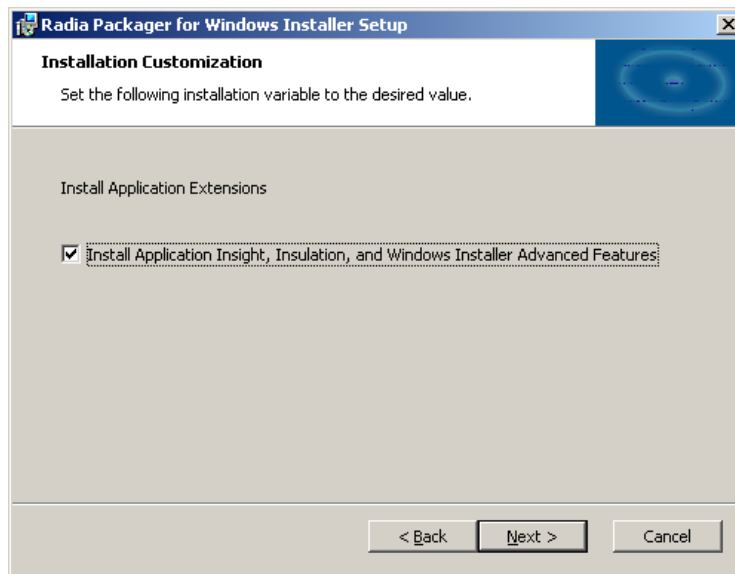 Radia Packager for Windows Installer Setup
Installation Customization
Set the following installation variable to the desired value.
Install Application Extensions
Install Application Insight, Insulation, and Windows Installer Advanced Features
< Back
Next >
Cancel